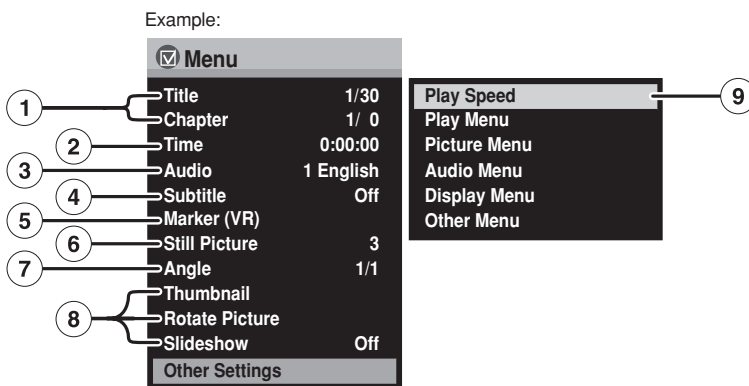 Example:
Menu
1
Title 1/30
Chapter 1/ 0
2
Time 0:00:00
3
Audio 1 English
4
Subtitle Off
5
Marker (VR)
6
Still Picture 3
7
Angle 1/1
8
Thumbnail
Rotate Picture
Slideshow Off
Other Settings
9
Play Speed
Play Menu
Picture Menu
Audio Menu
Display Menu
Other Menu